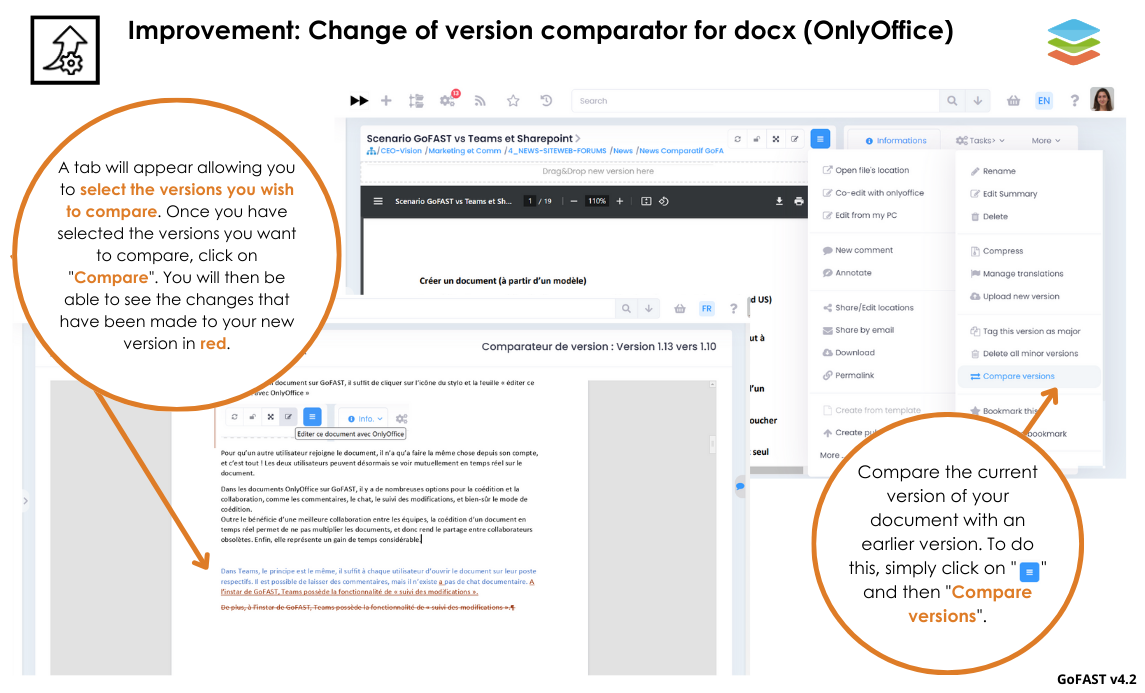 Improvement: Change of version comparator for docx (OnlyOffice)
A tab will appear allowing you
to select the versions you wish
to compare. Once you have
selected the versions you want
to compare, click on
"Compare". You will then be
able to see the changes that
have been made to your new
version in red.
12
Search
EN
?
Scenario GoFAST vs Teams et Sharepoint
/CEO-Vision /Marketing et Comm /4_NEWS-SITEWEB-FORUMS /News /News Comparatif GoFA
Drag&Drop new version here
Scenario GoFAST vs Teams et Sh... 1 / 19 | — 110% +
Créer un document (à partir d'un modèle)
d US)
ut à
d'un
oucher
seul
Informations
Tasks>
More
Open file's location
Co-edit with onlyoffice
Edit from my PC
New comment
Annotate
Share/Edit locations
Share by email
Download
Permalink
Create from template
Create pu
More...
Rename
Edit Summary
Delete
Compress
Manage translations
Upload new version
Tag this version as major
Delete all minor versions
Compare versions
Bookmark this
bookmark
FR
?
Comparateur de version : Version 1.13 vers 1.10
document sur GoFAST, il suffit de cliquer sur l'icône du stylo et la feuille « éditer ce
avec OnlyOffice »
Info.
Editer ce document avec OnlyOffice
Pour qu'un autre utilisateur rejoigne le document, il n'a qu'a faire la même chose depuis son compte,
et c'est tout ! Les deux utilisateurs peuvent désormais se voir mutuellement en temps réel sur le
document.
Dans les documents OnlyOffice sur GoFAST, il y a de nombreuses options pour la coédition et la
collaboration, comme les commentaires, le chat, le suivi des modifications, et bien-sûr le mode de
coédition.
Outre le bénéficie d'une meilleure collaboration entre les équipes, la coédition d'un document en
temps réel permet de ne pas multiplier les documents, et donc rend le partage entre collaborateurs
obsolètes. Enfin, elle représente un gain de temps considérable.
Dans Teams, le principe est le même, il suffit à chaque utilisateur d'ouvrir le document sur leur poste
respectifs. Il est possible de laisser des commentaires, mais il n'existe a pas de chat documentaire. A
l'instar de GoFAST, Teams possède la fonctionnalité de « suivi des modifications ».
De plus, à l'instar de GoFAST, Teams possède la fonctionnalité de « suivi des modifications ».¶
Compare the current
version of your
document with an
earlier version. To do
this, simply click on " "
and then "Compare
versions".
GoFAST v4.2